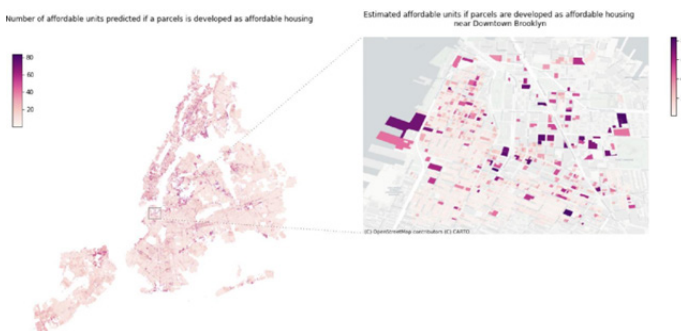 Number of affordable units predicted if a parcels is developed as affordable housing
Estimated affordable units if parcels are developed as affordable housing
near Downtown Brooklyn
80
60
40
20
(C) OpenStreetMap contributors (C) CARTO